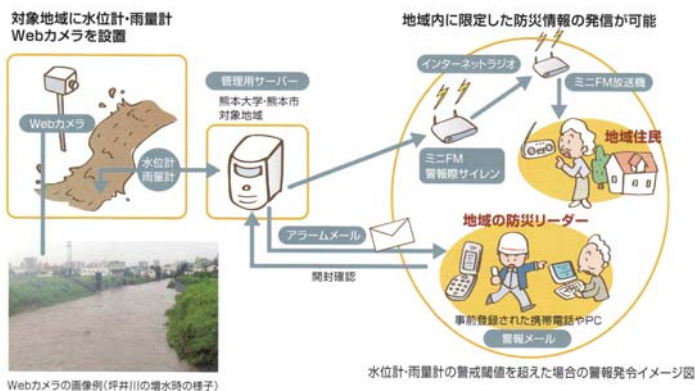 対象地域に水位計・雨量計
Webカメラを設置
Webカメラ
水位計
雨量計
管理用サーバー
熊本大学・熊本市
対象地域
地域内に限定した防災情報の発信が可能
インターネットラジオ
ミニFM放送機
ミニFM
警報際サイレン
地域住民
地域の防災リーダー
アラームメール
開封確認
事前登録された携帯電話やPC
警報メール
Webカメラの画像例(坪井川の増水時の様子)
水位計・雨量計の警戒閾値を超えた場合の警報発令イメージ図